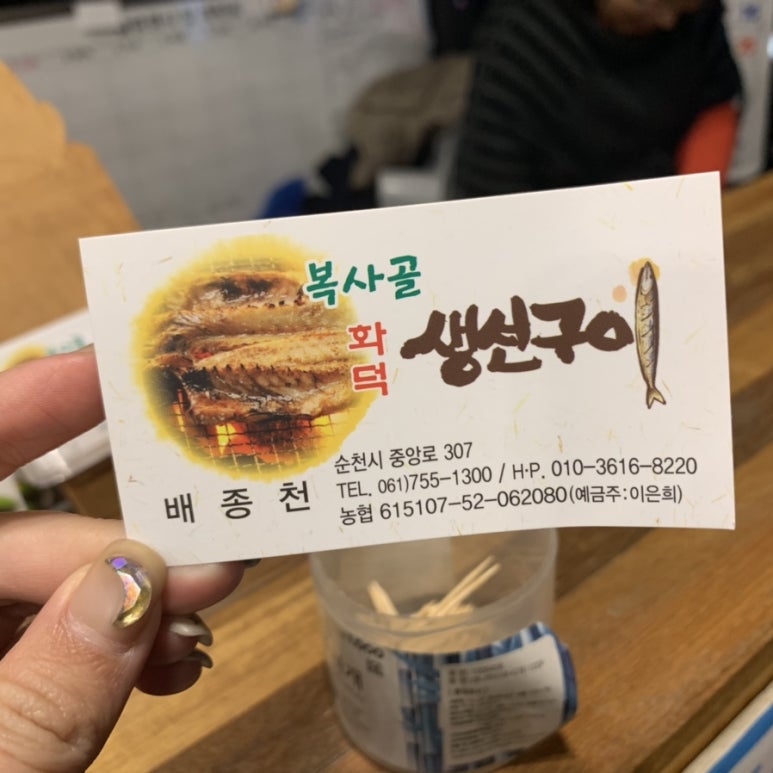 복사골
화덕
생선구이
순천시 중앙로 307
TEL. 061)755-1300 / H·P. 010-3616-8220
농협 615107-52-062080(예금주:이은희)
배종천